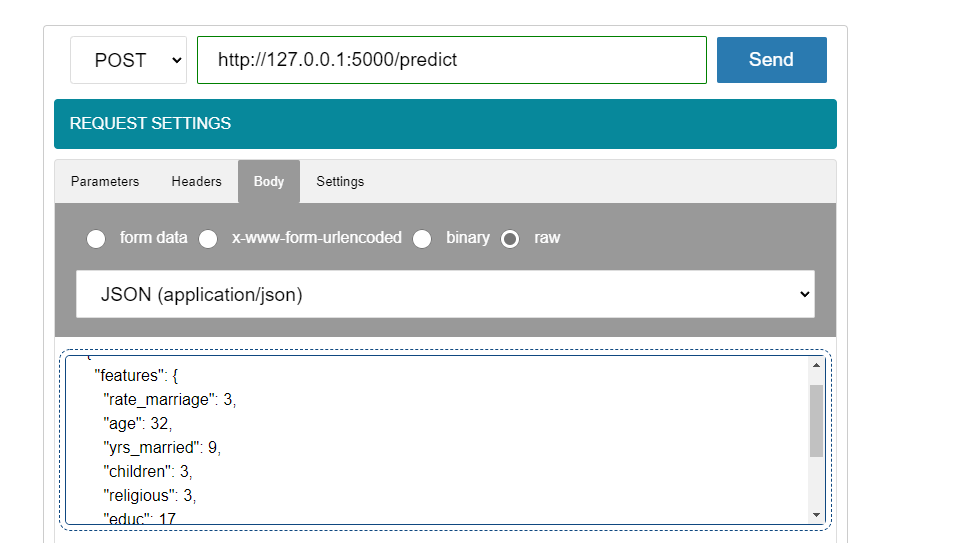 POST
http://127.0.0.1:5000/predict
Send
REQUEST SETTINGS
Parameters Headers Body Settings
form data x-www-form-urlencoded binary raw
JSON (application/json)
{
"features": {
"rate_marriage": 3,
"age": 32,
"yrs_married": 9,
"children": 3,
"religious": 3,
"educ": 17